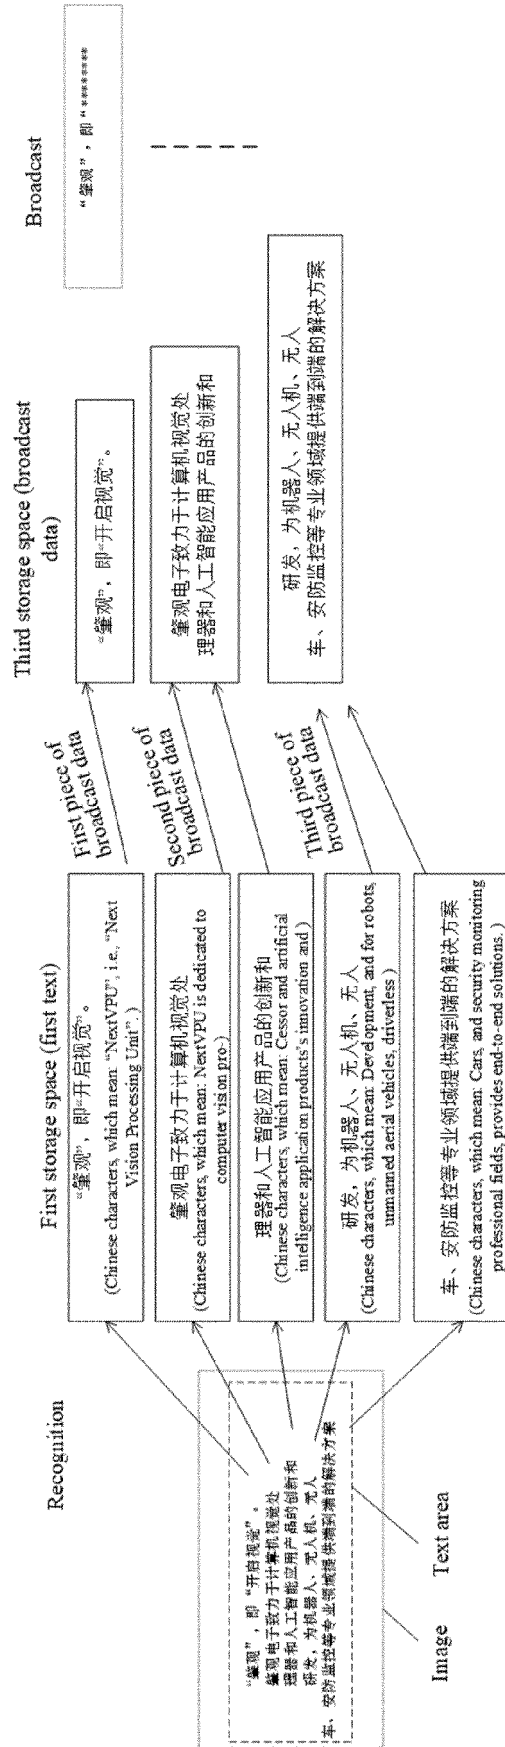 Recognition
First storage space (first text)
Third storage space (broadcast
data)
Broadcast
“肇观”，即“开启视觉”。
肇观电子致力于计算机视觉处
理器和人工智能应用产品的创新和
研发，为机器人、无人机、无人
车、安防监控等专业领域提供端到端的解决方案
Image
Text area
“肇观”，即“开启视觉”。
(Chinese characters, which mean: “NextVPU”, i.e., “Next
Vision Processing Unit”. )
肇观电子致力于计算机视觉处
(Chinese characters, which mean: NextVPU is dedicated to
computer vision pro-)
理器和人工智能应用产品的创新和
(Chinese characters, which mean: Cessor and artificial
intelligence application products's innovation and )
研发，为机器人、无人机、无人
(Chinese characters, which mean: Development, and for robots,
unmanned aerial vehicles, driverless )
车、安防监控等专业领域提供端到端的解决方案
(Chinese characters, which mean: Cars, and security monitoring
professional fields, provides end-to-end solutions. )
First piece of
broadcast data
Second piece of
broadcast data
Third piece of
broadcast data
“肇观”，即“开启视觉”。
肇观电子致力于计算机视觉处
理器和人工智能应用产品的创新和
研发，为机器人、无人机、无人
车、安防监控等专业领域提供端到端的解决方案
“肇观”，即“********